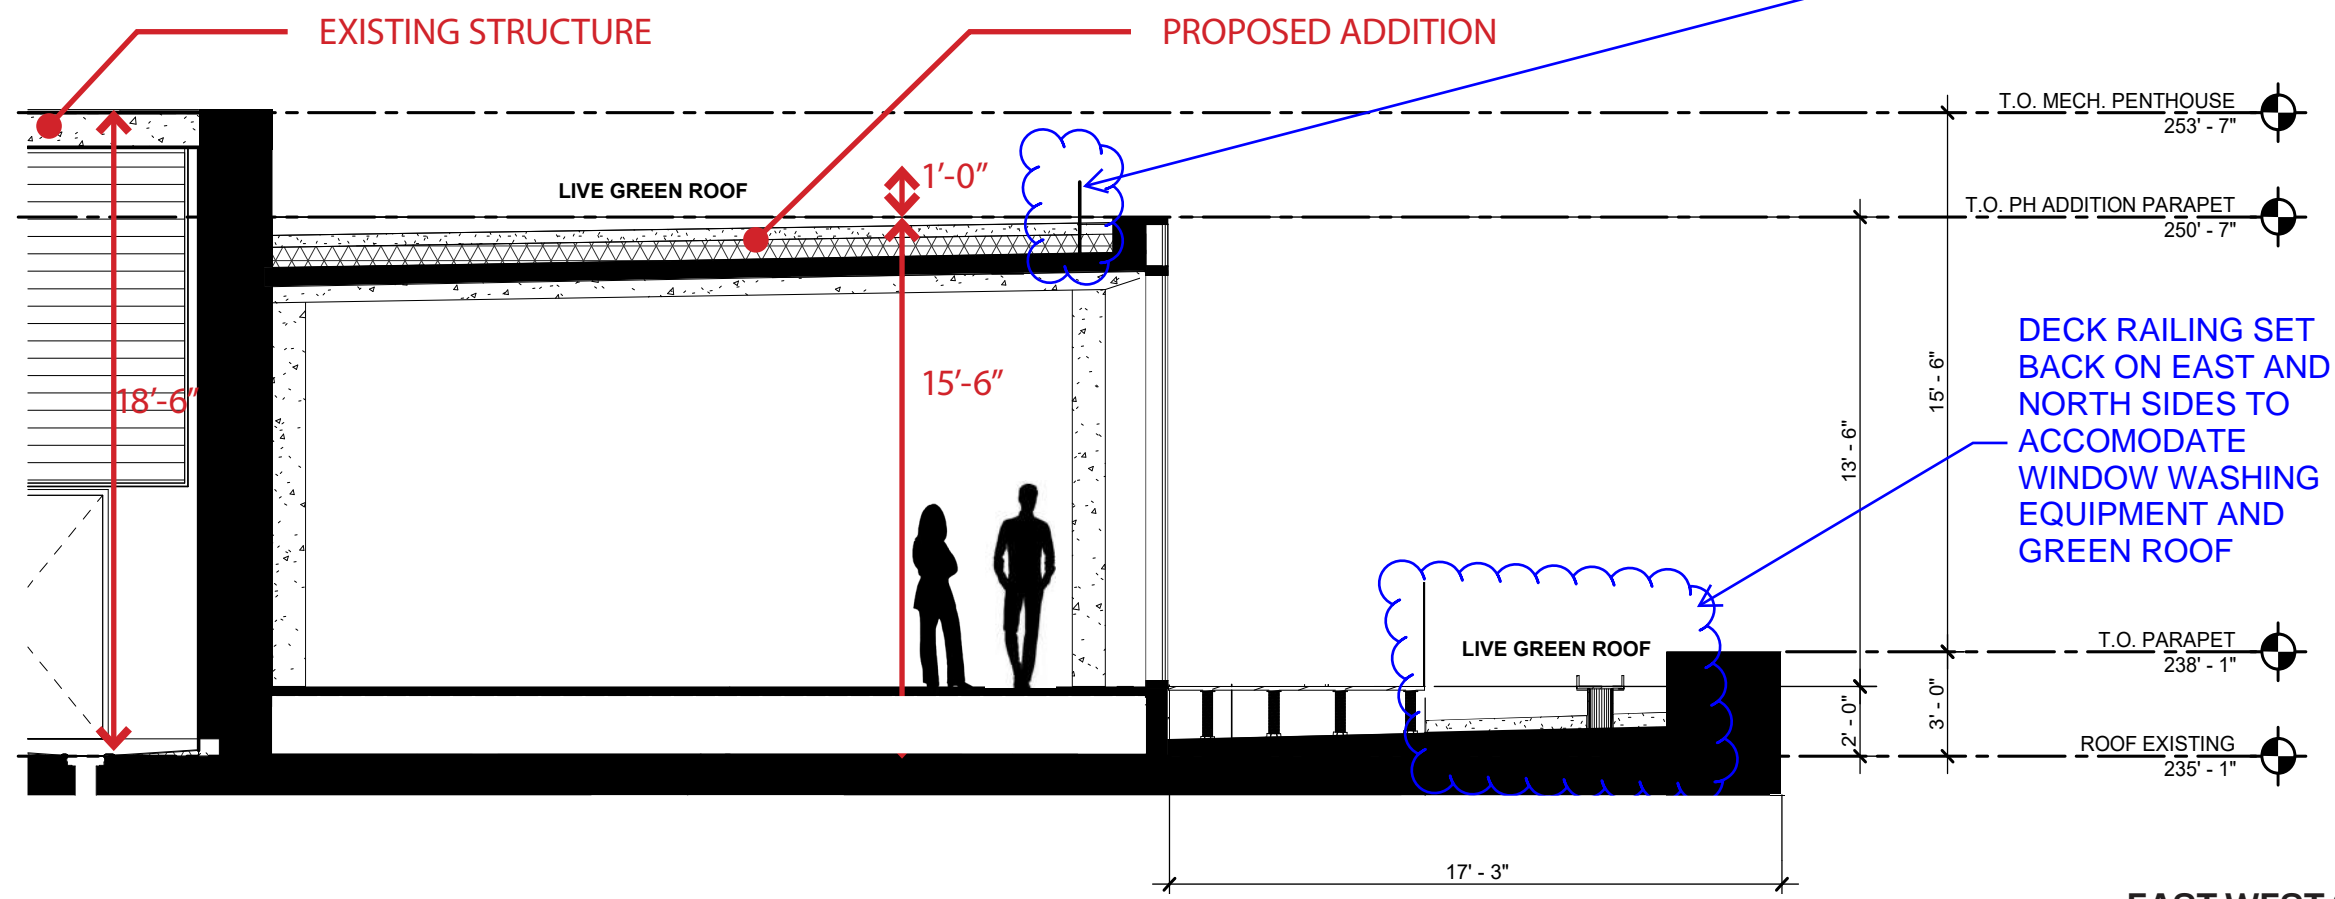 EXISTING STRUCTURE
PROPOSED ADDITION
T.O. MECH. PENTHOUSE
253' - 7"
1’-0”
LIVE GREEN ROOF
T.O. PH ADDITION PARAPET
250' - 7"
DECK RAILING SET
BACK ON EAST AND
NORTH SIDES TO
ACCOMODATE
WINDOW WASHING
EQUIPMENT AND
GREEN ROOF
18’-6”
15’-6”
15' - 6"
13' - 6"
LIVE GREEN ROOF
T.O. PARAPET
238' - 1"
2' - 0"
3' - 0"
ROOF EXISTING
235' - 1"
17' - 3"
EAST WEST